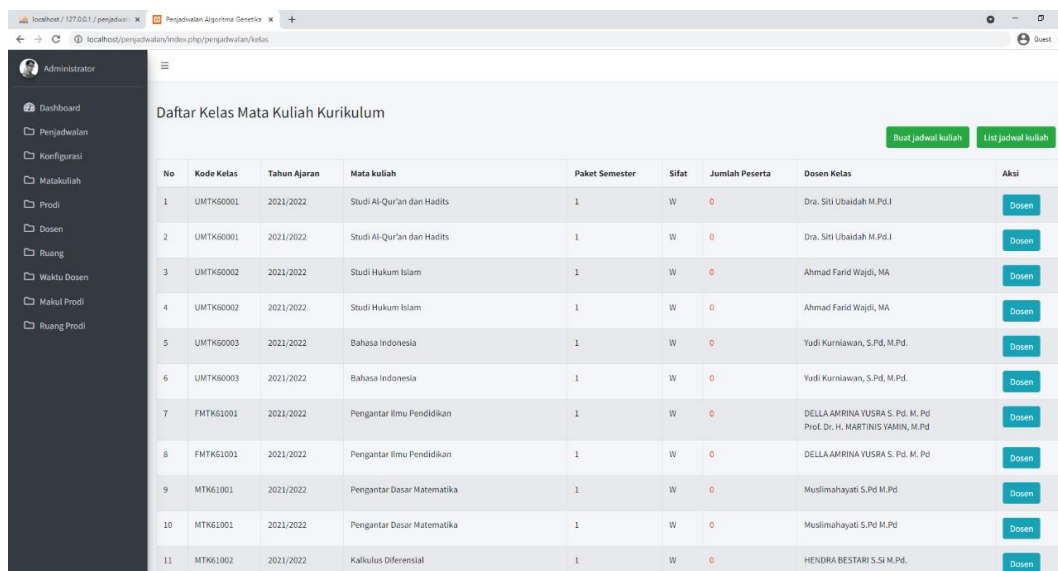 localhost / 127.0.0.1 / penjadwal Penjadwalan Algoritma Genetika
localhost/penjadwalan/index.php/penjadwalan/kelas Guest
Administrator
Dashboard
Penjadwalan
Konfigurasi
Matakuliah
Prodi
Dosen
Ruang
Waktu Dosen
Makul Prodi
Ruang Prodi
Daftar Kelas Mata Kuliah Kurikulum
Buat jadwal kuliah List jadwal kuliah
No Kode Kelas Tahun Ajaran Mata kuliah Paket Semester Sifat Jumlah Peserta Dosen Kelas Aksi
1 UMTK60001 2021/2022 Studi Al-Qur'an dan Hadits 1 W 0 Dra. Siti Ubaidah M.Pd.I Dosen
2 UMTK60001 2021/2022 Studi Al-Qur'an dan Hadits 1 W 0 Dra. Siti Ubaidah M.Pd.I Dosen
3 UMTK60002 2021/2022 Studi Hukum Islam 1 W 0 Ahmad Farid Wajdi, MA Dosen
4 UMTK60002 2021/2022 Studi Hukum Islam 1 W 0 Ahmad Farid Wajdi, MA Dosen
5 UMTK60003 2021/2022 Bahasa Indonesia 1 W 0 Yudi Kurniawan, S.Pd, M.Pd. Dosen
6 UMTK60003 2021/2022 Bahasa Indonesia 1 W 0 Yudi Kurniawan, S.Pd, M.Pd. Dosen
7 FMTK61001 2021/2022 Pengantar Ilmu Pendidikan 1 W 0 DELLA AMRINA YUSRA S. Pd. M. Pd Dosen
Prof. Dr. H. MARTINIS YAMIN, M.Pd
8 FMTK61001 2021/2022 Pengantar Ilmu Pendidikan 1 W 0 DELLA AMRINA YUSRA S. Pd. M. Pd Dosen
9 MTK61001 2021/2022 Pengantar Dasar Matematika 1 W 0 Muslimahayati S.Pd M.Pd Dosen
10 MTK61001 2021/2022 Pengantar Dasar Matematika 1 W 0 Muslimahayati S.Pd M.Pd Dosen
11 MTK61002 2021/2022 Kalkulus Diferensial 1 W 0 HENDRA BESTARI S.Si M.Pd. Dosen